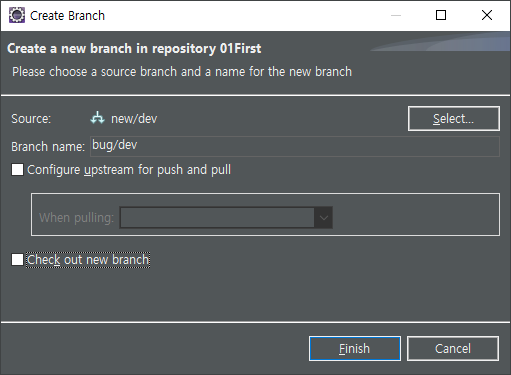 Create Branch
Create a new branch in repository 01First
Please choose a source branch and a name for the new branch
Source: new/dev Select...
Branch name: bug/dev
Configure upstream for push and pull
When pulling:
Check out new branch
Finish Cancel